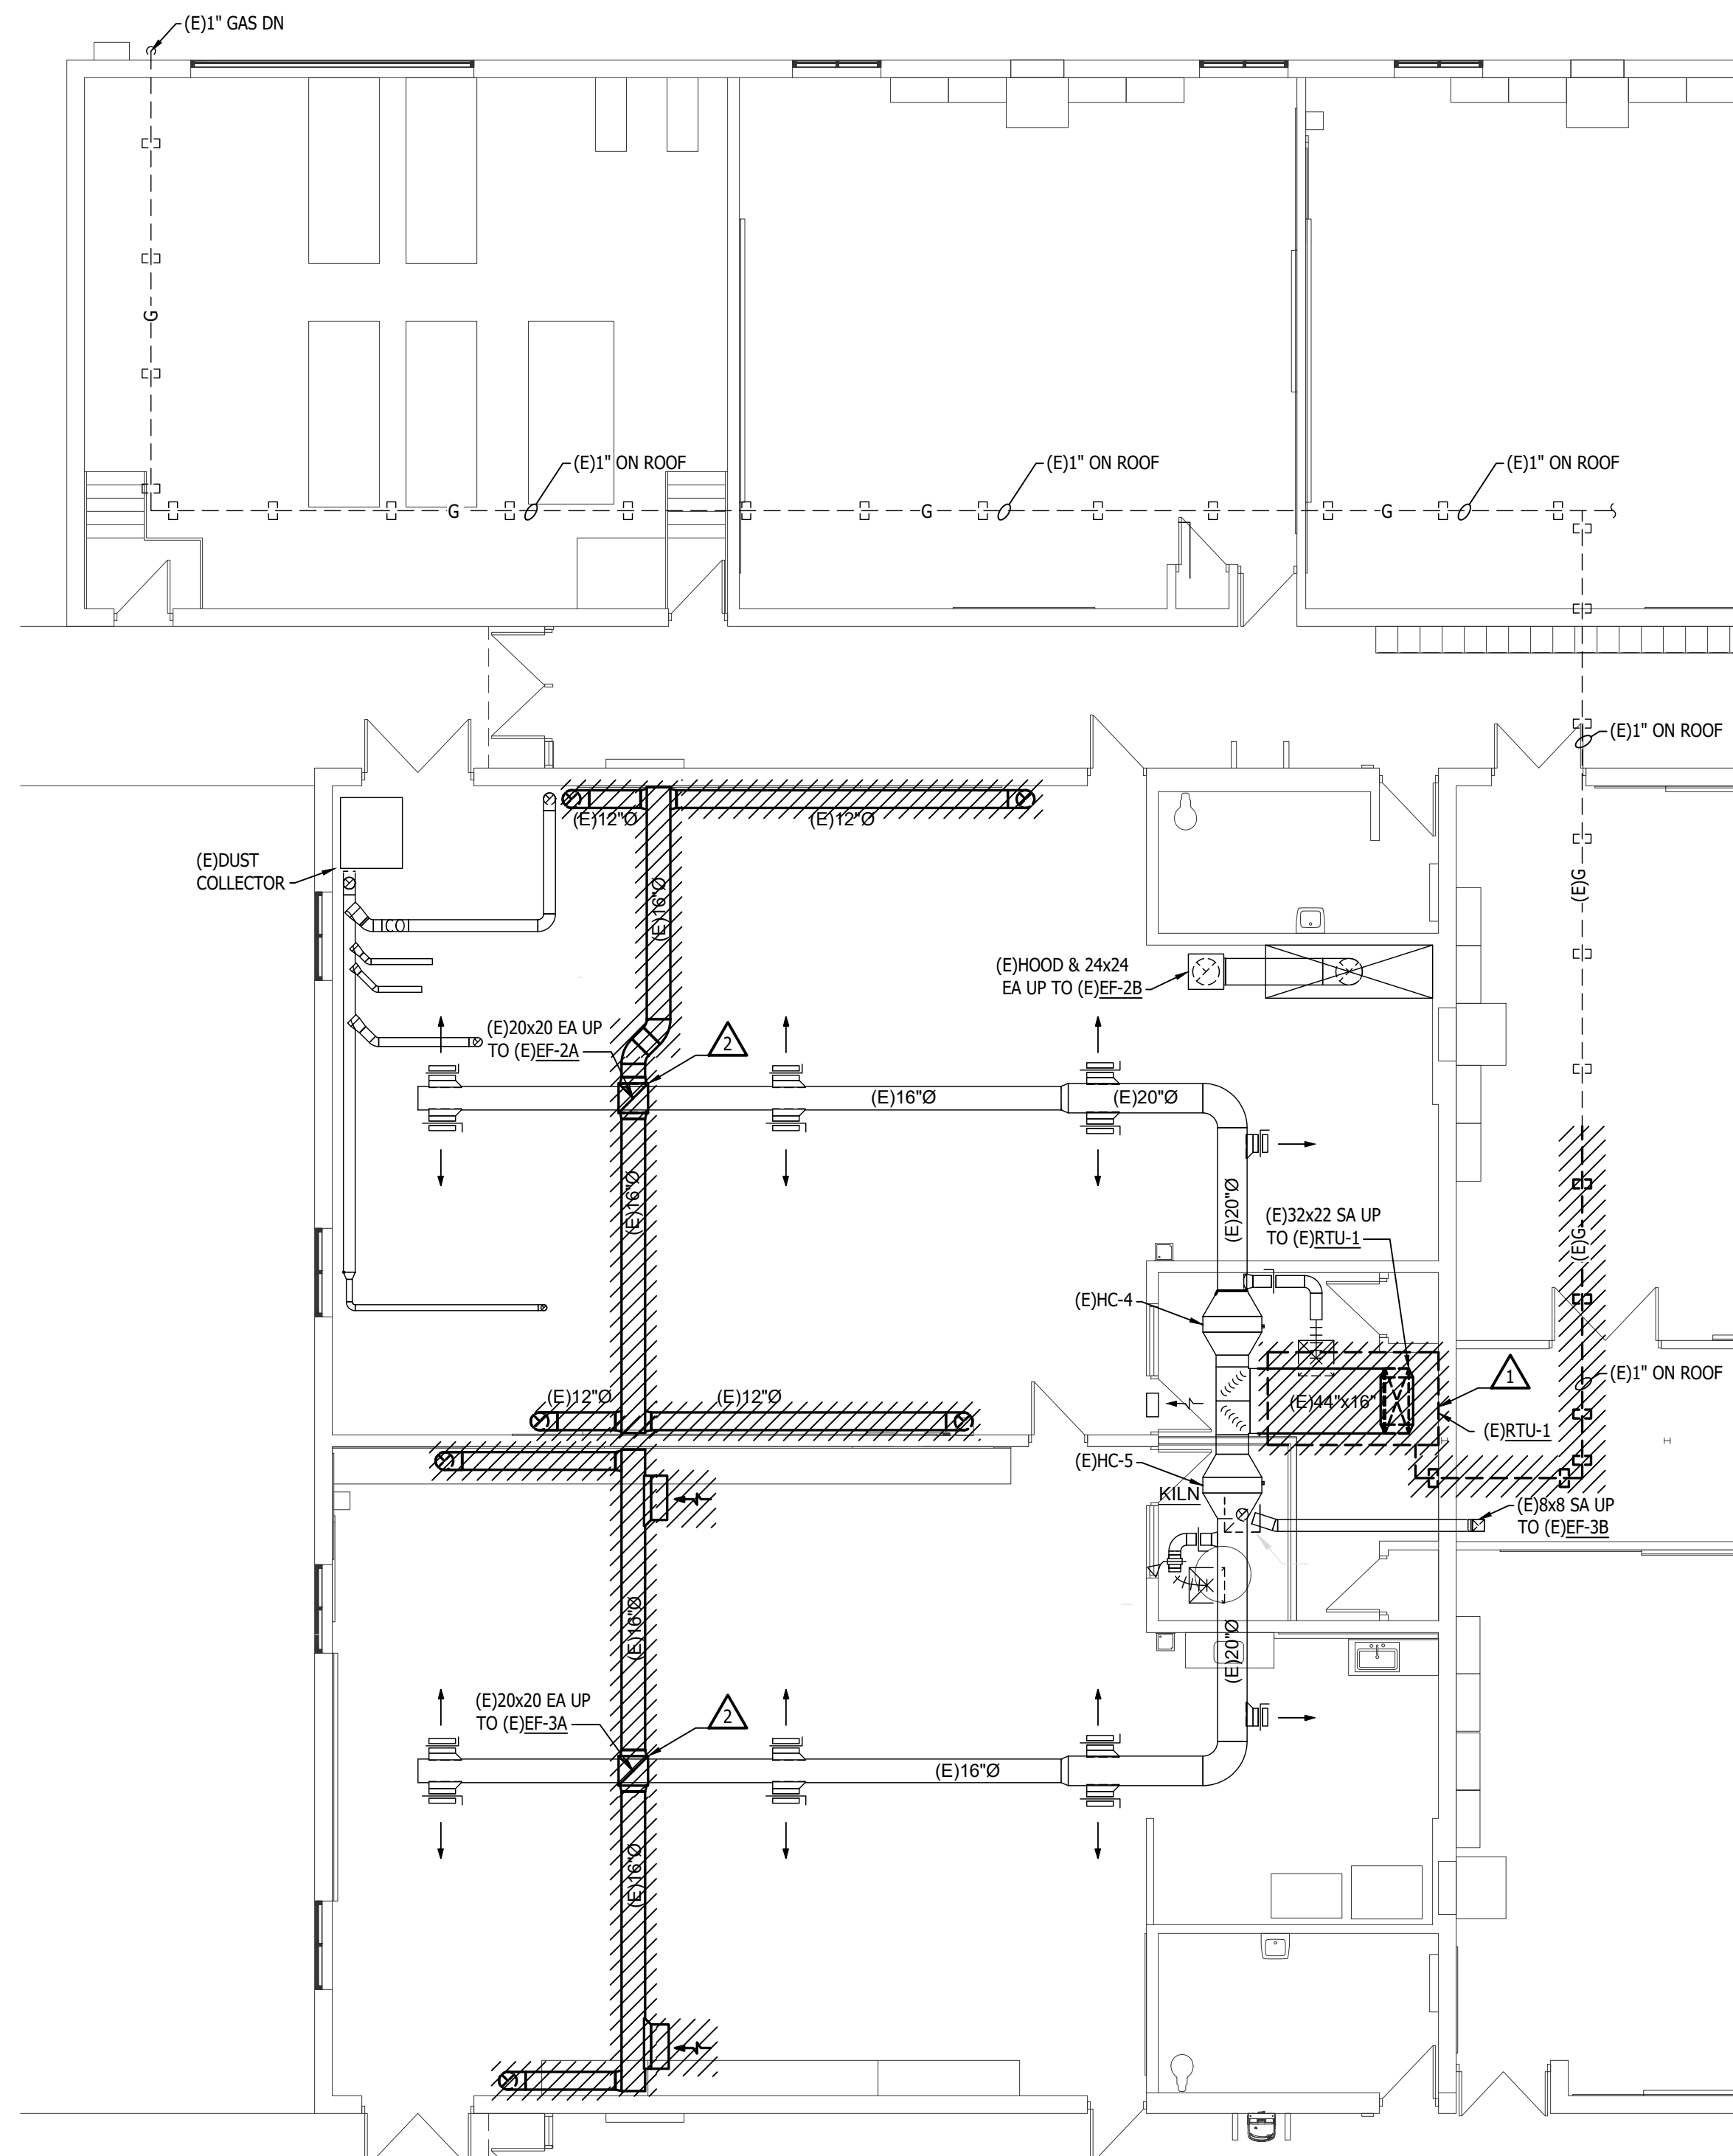 (E)1" GAS DN
G
(E)1" ON ROOF
(E)1" ON ROOF
(E)1" ON ROOF
G
G
G
(E)1" ON ROOF
(E)12"Ø
(E)12"Ø
(E)DUST
COLLECTOR
(E)16"Ø
(E)G
CO
(E)HOOD & 24x24
EA UP TO (E)EF-2B
(E)20x20 EA UP
TO (E)EF-2A
2
(E)16"Ø
(E)20"Ø
(E)16"Ø
(E)20"Ø
(E)32x22 SA UP
TO (E)RTU-1
(E)G
(E)HC-4
(E)12"Ø
(E)12"Ø
(E)44"x16"
1
(E)1" ON ROOF
(E)RTU-1
(E)HC-5
KILN
(E)8x8 SA UP
TO (E)EF-3B
(E)16"Ø
(E)20"Ø
(E)20x20 EA UP
TO (E)EF-3A
2
(E)16"Ø
(E)16"Ø